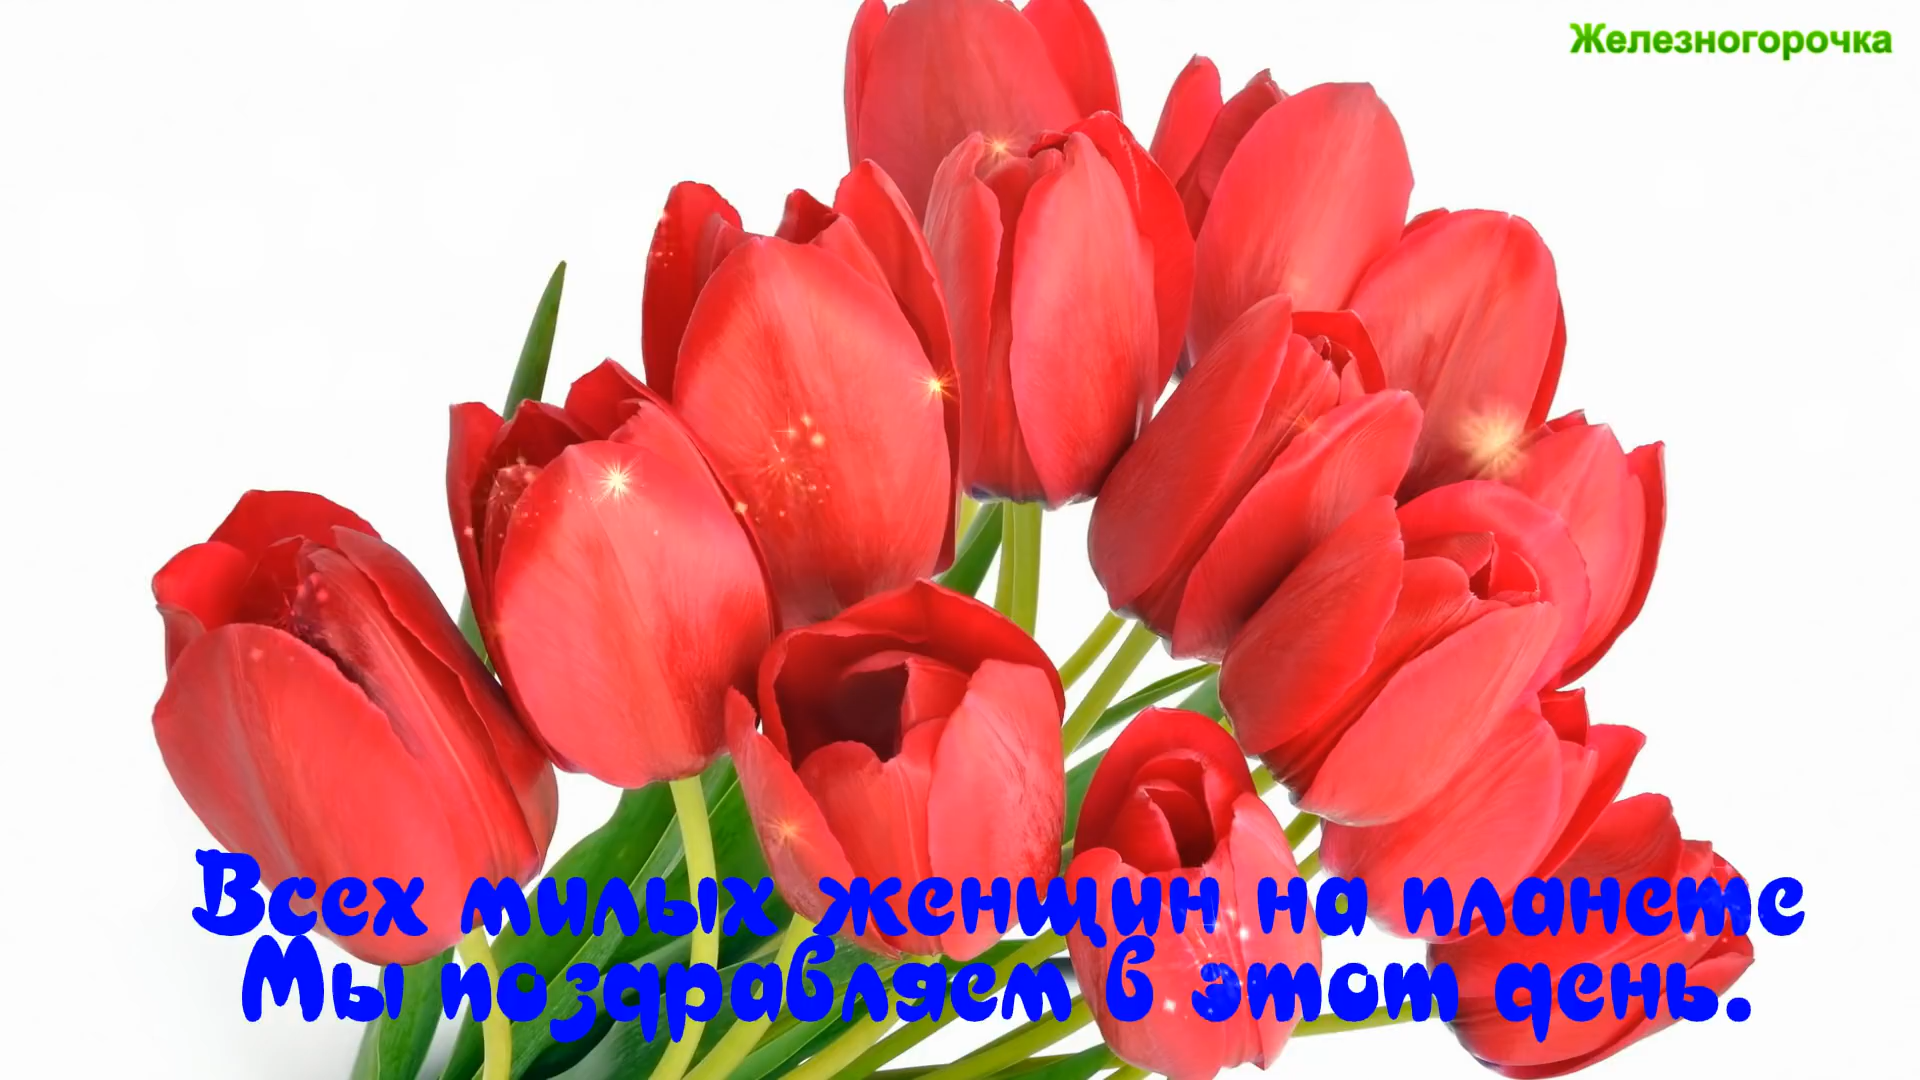 Железногорочка
Всех милых женщин на планете
Мы поздравляем в этот день.